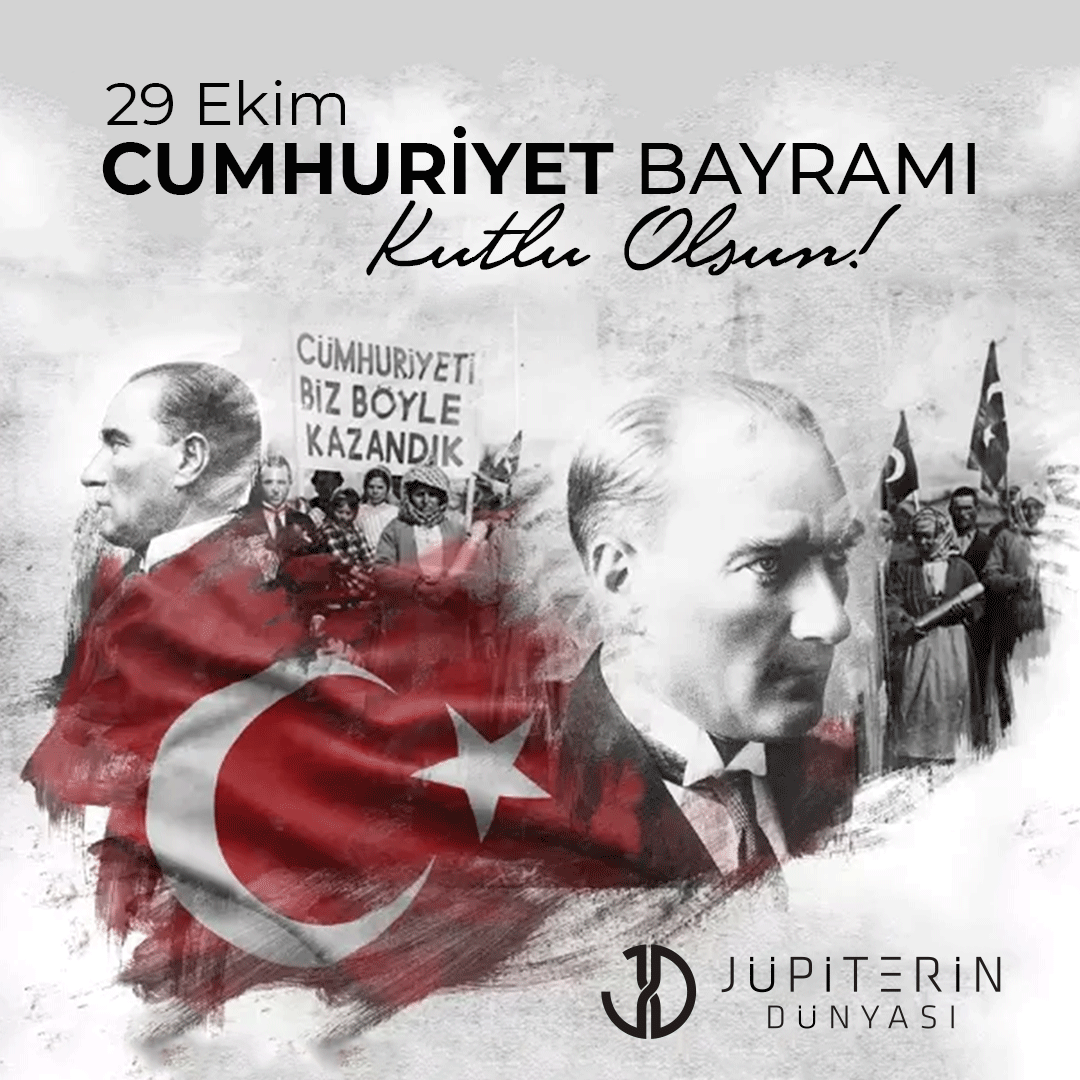 29 Ekim
CUMHURİYET BAYRAMI
Kutlu Olsun!
CÜMHURİYETİ
BİZ BÖYLE
KAZANDIK
JÜPİTERİN
DÜNYASI